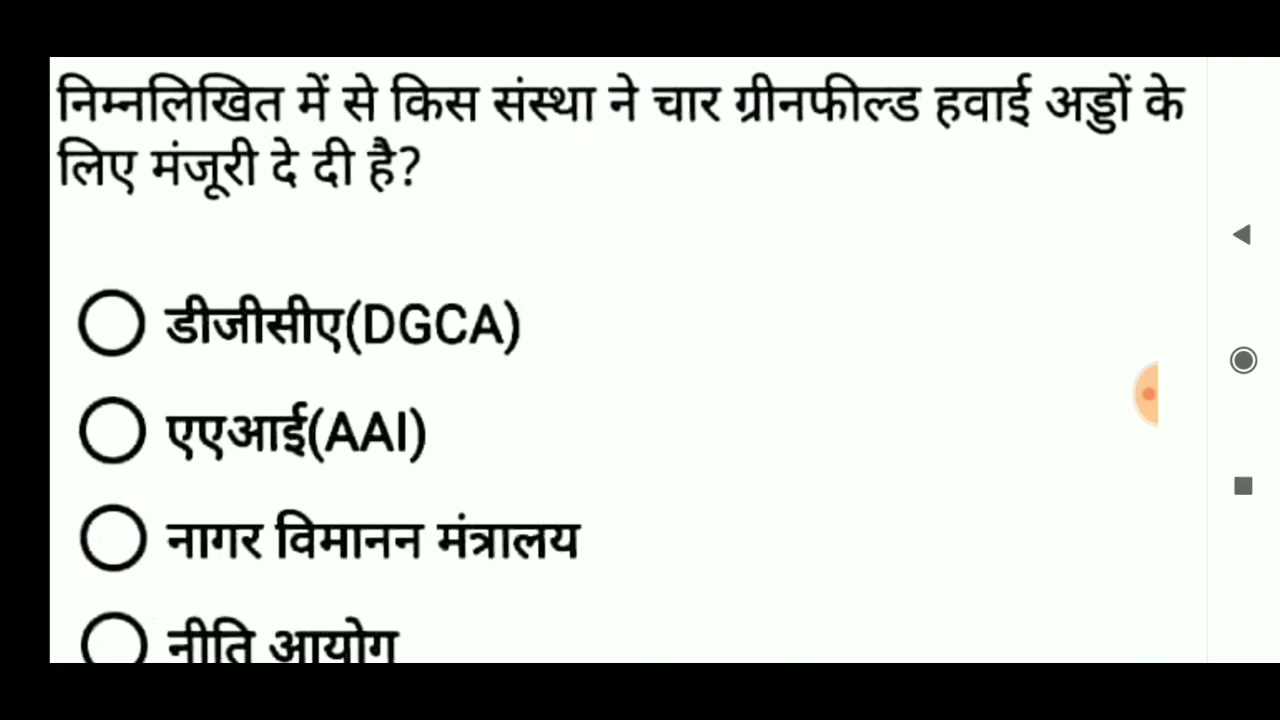 निम्नलिखित में से किस संस्था ने चार ग्रीनफील्ड हवाई अड्डों के
लिए मंजूरी दे दी है?
डीजीसीए(DGCA)
एएआई(AAI)
नागर विमानन मंत्रालय
नीति आयोग